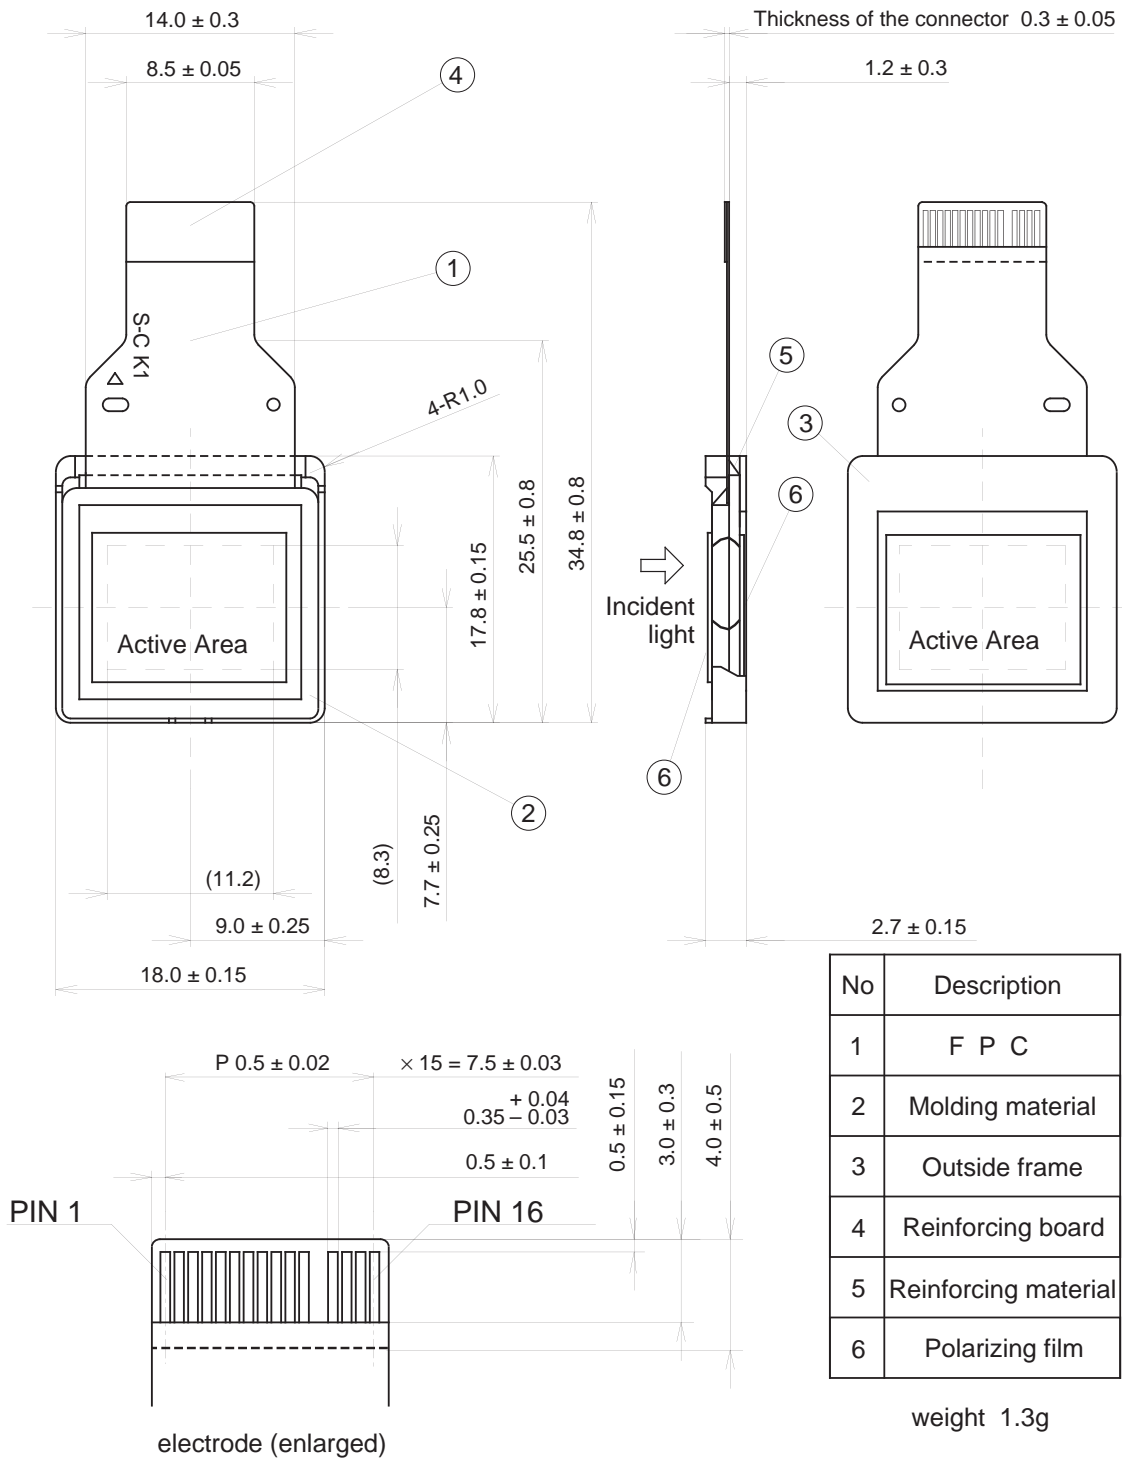 14.0 ± 0.3
Thickness of the connector 0.3 ± 0.05
8.5 ± 0.05
4
1.2 ± 0.3
1
S-C K1
5
4-R1.0
3
6
17.8 ± 0.15
25.5 ± 0.8
34.8 ± 0.8
Incident
light
Active Area
Active Area
6
2
(11.2)
(8.3)
7.7 ± 0.25
9.0 ± 0.25
2.7 ± 0.15
18.0 ± 0.15
No Description
1 F P C
2 Molding material
3 Outside frame
4 Reinforcing board
5 Reinforcing material
6 Polarizing film
weight 1.3g
P 0.5 ± 0.02 × 15 = 7.5 ± 0.03
+ 0.04
0.35 – 0.03
0.5 ± 0.1
0.5 ± 0.15
3.0 ± 0.3
4.0 ± 0.5
PIN 1
PIN 16
electrode (enlarged)